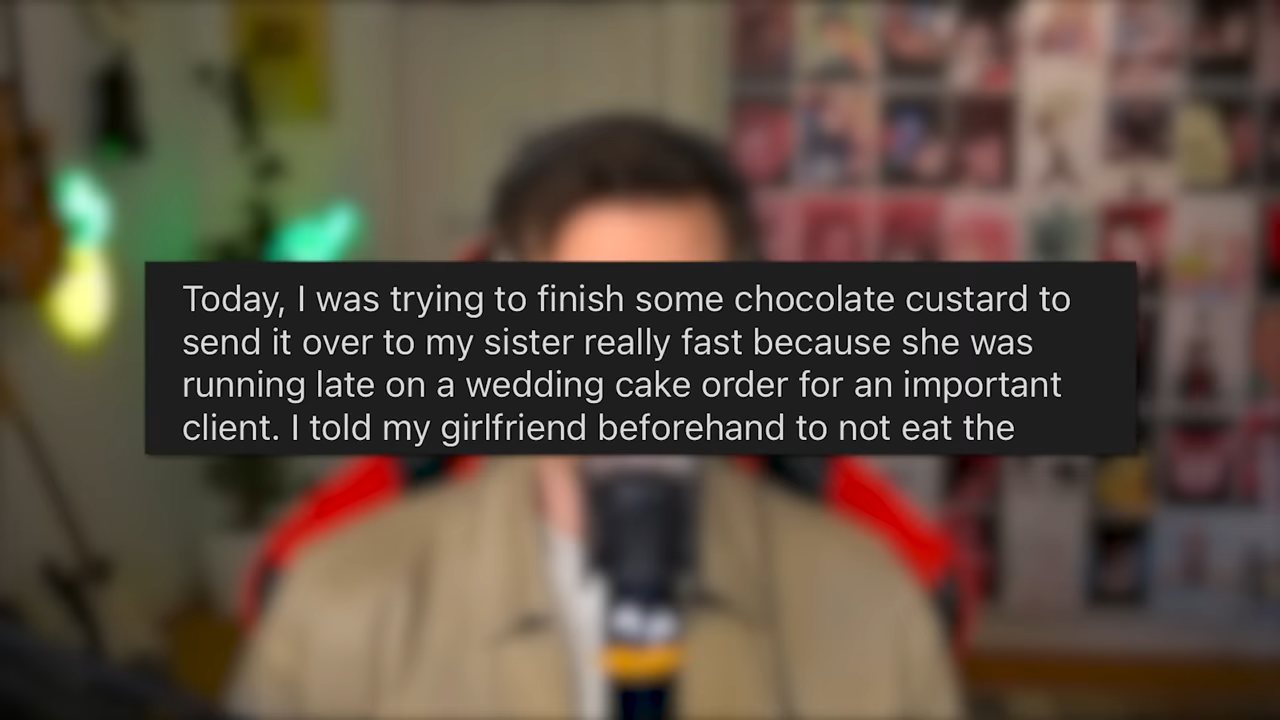 Today, I was trying to finish some chocolate custard to
send it over to my sister really fast because she was
running late on a wedding cake order for an important
client. I told my girlfriend beforehand to not eat the